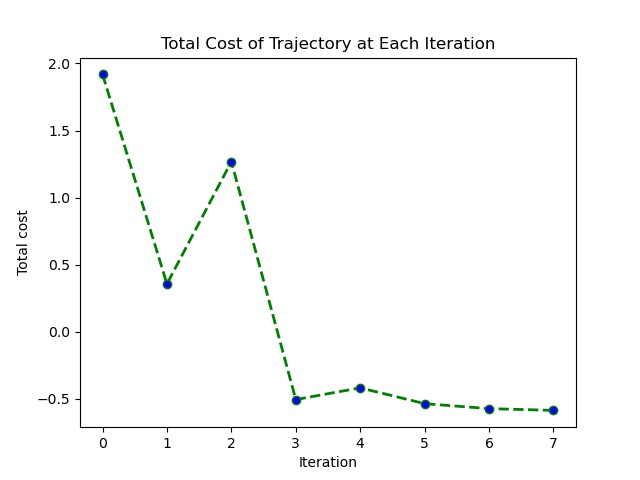 Total Cost of Trajectory at Each Iteration
2.0
1.5
1.0
0.5
0.0
−0.5
Total cost
0 1 2 3 4 5 6 7
Iteration